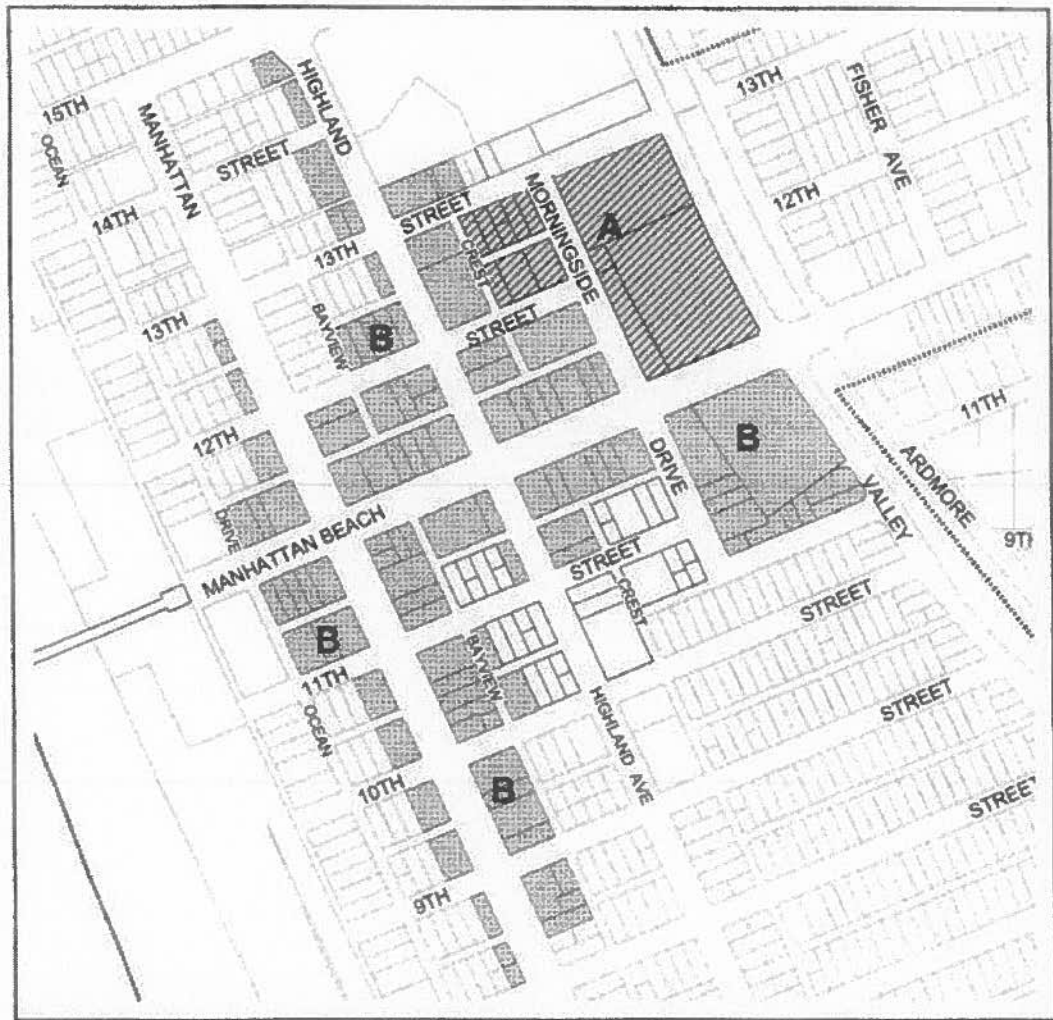 15TH
OCEAN
MANHATTAN
HIGHLAND
STREET
13TH
FISHER
AVE
12TH
14TH
STREET
MORNINGSIDE
A
13TH
CREST
BAYVIEW
B
STREET
13TH
11TH
12TH
DRIVE
B
ARDMORE
DRIVE
VALLEY
MANHATTAN BEACH
STREET
CREST
STREET
B
BAYVIEW
11TH
OCEAN
HIGHLAND AVE
STREET
10TH
B
STREET
9TH